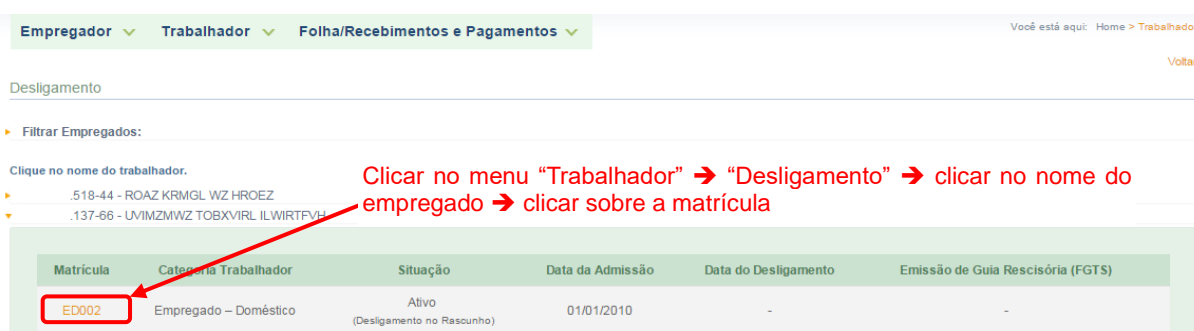 Empregador Trabalhador Folha/Recebimentos e Pagamentos
Você está aqui: Home > Trabalhado
Volta
Desligamento
Filtrar Empregados:
Clique no nome do trabalhador.
.518-44 - ROAZ KRMGL WZ HROEZ
.137-66 - UVIMZMWZ TOBXVIRL ILWIRTFVH
Clicar no menu “Trabalhador” ➔ “Desligamento” ➔ clicar no nome do
empregado ➔ clicar sobre a matrícula
Matrícula Categoria Trabalhador Situação Data da Admissão Data do Desligamento Emissão de Guia Rescisória (FGTS)
ED002 Empregado – Doméstico Ativo 01/01/2010 - -
(Desligamento no Rascunho)